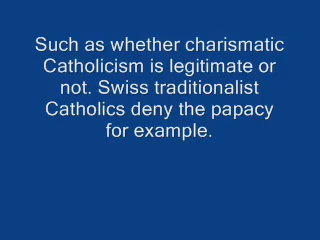 Such as whether charismatic
Catholicism is legitimate or
not. Swiss traditionalist
Catholics deny the papacy
for example.